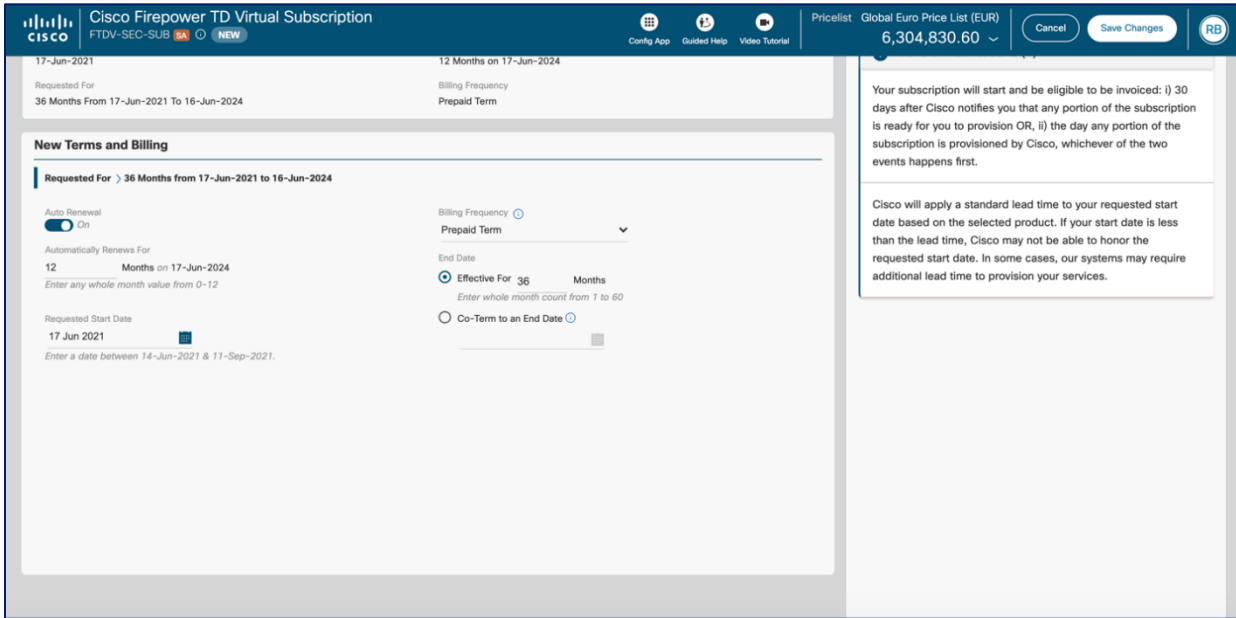 Cisco Firepower TD Virtual Subscription
FTDV-SEC-SUB SA NEW
CISCO
Config App
Guided Help
Video Tutorial
Pricelist Global Euro Price List (EUR)
6,304,830.60
Cancel
Save Changes
RB
17-Jun-2021
12 Months on 17-Jun-2024
Requested For
Billing Frequency
36 Months From 17-Jun-2021 To 16-Jun-2024
Prepaid Term
New Terms and Billing
Requested For > 36 Months from 17-Jun-2021 to 16-Jun-2024
Auto Renewal
On
Automatically Renews For
12 Months on 17-Jun-2024
Enter any whole month value from 0-12
Requested Start Date
17 Jun 2021
Enter a date between 14-Jun-2021 & 11-Sep-2021.
Billing Frequency
Prepaid Term
End Date
Effective For 36 Months
Enter whole month count from 1 to 60
Co-Term to an End Date
Your subscription will start and be eligible to be invoiced: i) 30
days after Cisco notifies you that any portion of the subscription
is ready for you to provision OR, ii) the day any portion of the
subscription is provisioned by Cisco, whichever of the two
events happens first.
Cisco will apply a standard lead time to your requested start
date based on the selected product. If your start date is less
than the lead time, Cisco may not be able to honor the
requested start date. In some cases, our systems may require
additional lead time to provision your services.